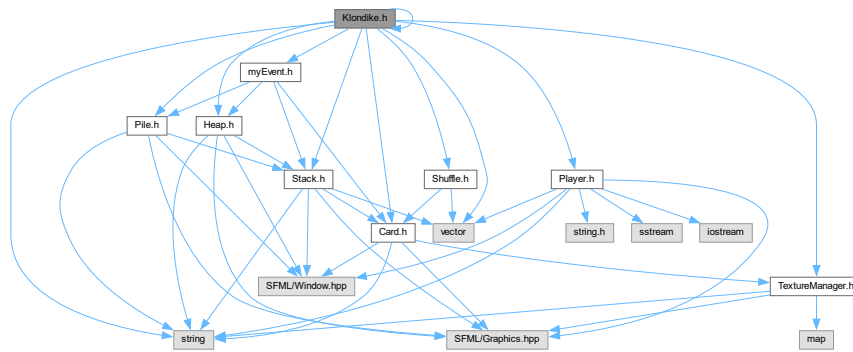 Klondike.h
myEvent.h
Pile.h
Heap.h
Stack.h
Shuffle.h
Player.h
Card.h
vector
string.h
sstream
iostream
SFML/Window.hpp
TextureManager.h
string
SFML/Graphics.hpp
map